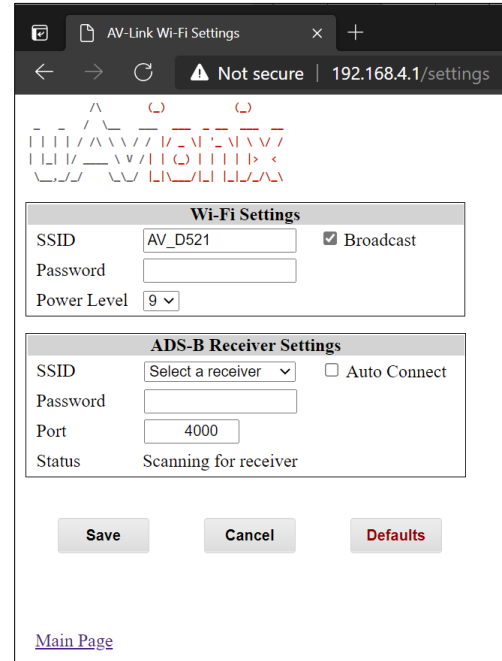 AV-Link Wi-Fi Settings
Not secure | 192.168.4.1/settings
uAvionix
Wi-Fi Settings
SSID AV_D521 Broadcast
Password
Power Level 9
ADS-B Receiver Settings
SSID Select a receiver Auto Connect
Password
Port 4000
Status Scanning for receiver
Save Cancel Defaults
Main Page